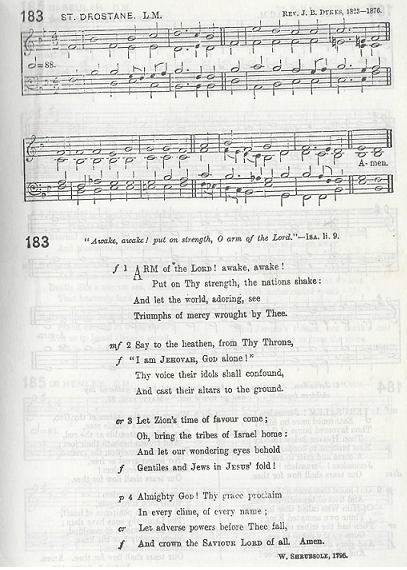 183 ST. DROSTANE. L.M. REV. J. B. DYKES, 1823—1876.
= 88.
A- men.
183 "Awake, awake! put on strength, O arm of the Lord."—ISA. li. 9.
f 1 ARM of the LORD! awake, awake!
Put on Thy strength, the nations shake:
And let the world, adoring, see
Triumphs of mercy wrought by Thee.
mf 2 Say to the heathen, from Thy Throne,
f "I am JEHOVAH, GOD alone!"
Thy voice their idols shall confound,
And cast their altars to the ground.
cr 3 Let Zion's time of favour come;
Oh, bring the tribes of Israel home:
And let our wondering eyes behold
f Gentiles and Jews in JESUS' fold!
p 4 Almighty GOD! Thy grace proclaim
In every clime, of every name;
cr Let adverse powers before Thee fall,
f And crown the SAVIOUR LORD of all. Amen.
W. SHRUBSOLE, 1796.